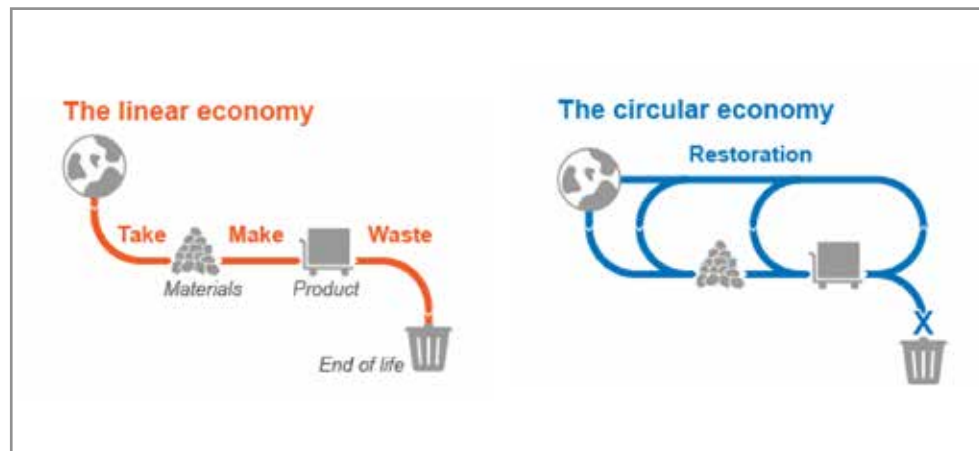 The linear economy
Take
Make
Waste
Materials
Product
End of life
The circular economy
Restoration
X